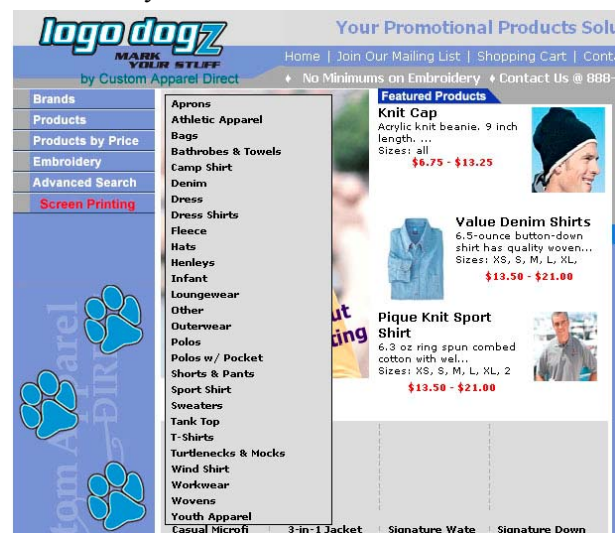 logo dogz
MARK
YOUR STUFF
by Custom Apparel Direct
Your Promotional Products
Home | Join Our Mailing List | Shopping Cart |
♦ No Minimums on Embroidery ♦ Contact Us @ 888-
Brands
Products
Products by Price
Embroidery
Advanced Search
Screen Printing
Aprons
Athletic Apparel
Bags
Bathrobes & Towels
Camp Shirt
Denim
Dress
Dress Shirts
Fleece
Hats
Henleys
Infant
Loungewear
Other
Outerwear
Polos
Polos w/ Pocket
Shorts & Pants
Sport Shirt
Sweaters
Tank Top
T-Shirts
Turtlenecks & Mocks
Wind Shirt
Workwear
Wovens
Youth Apparel
Featured Products
Knit Cap
Acrylic knit beanie. 9 inch
length. ...
Sizes: all
$6.75 - $13.25
Value Denim Shirts
6.5-ounce button-down
shirt has quality woven...
Sizes: XS, S, M, L, XL,
$13.50 - $21.00
Pique Knit Sport
Shirt
6.3 oz ring spun combed
cotton with wel...
Sizes: XS, S, M, L, XL, 2
$13.50 - $21.00
Casual Microfi
3-in-1 Jacket
Signature Wate
Signature Down